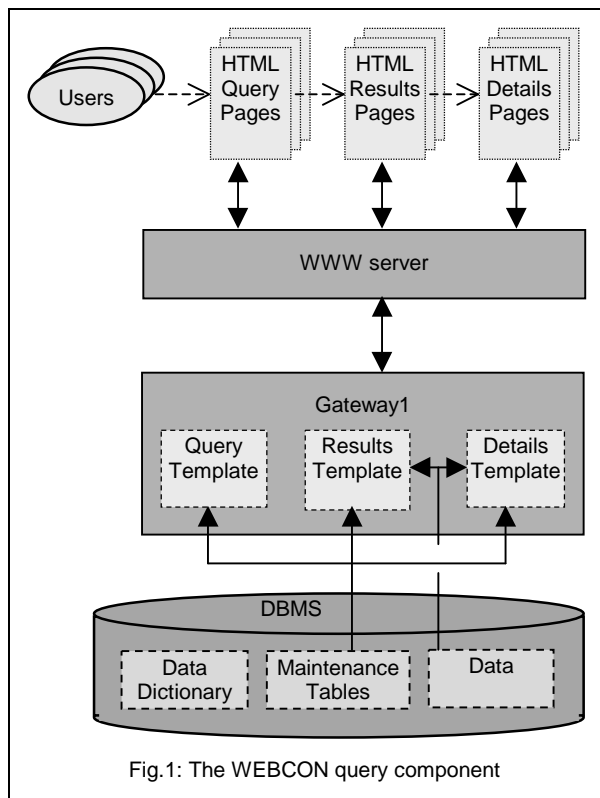 Users
HTML
Query
Pages
HTML
Results
Pages
HTML
Details
Pages
WWW server
Gateway1
Query
Template
Results
Template
Details
Template
DBMS
Data
Dictionary
Maintenance
Tables
Data
Fig.1: The WEBCON query component